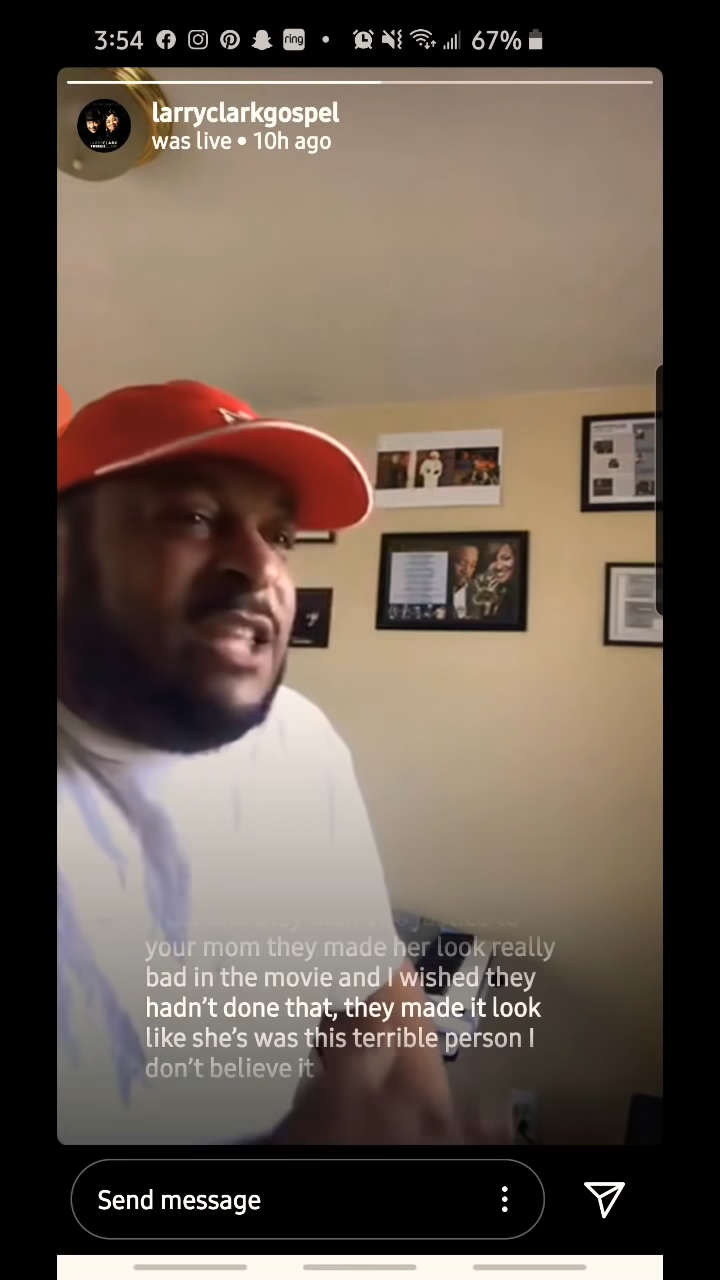 3:54 ring • 67%
larryclarkgospel
was live • 10h ago
your mom they made her look really
bad in the movie and I wished they
hadn't done that, they made it look
like she's was this terrible person I
don't believe it
Send message